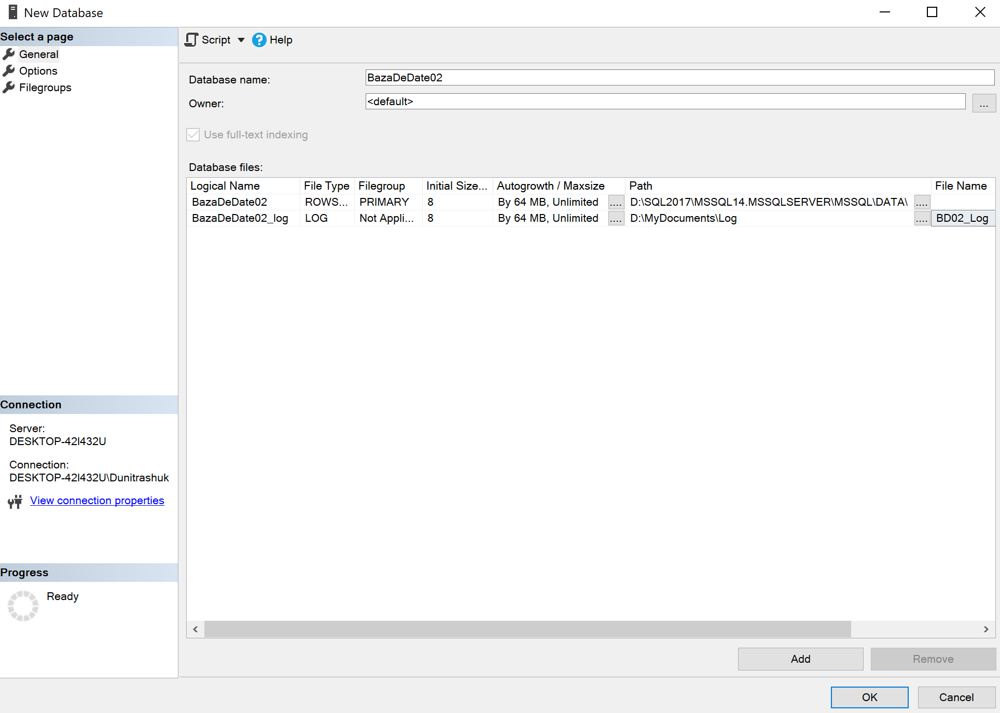 New Database
Select a page
General
Options
Filegroups
Script
Help
Database name:
BazaDeDate02
Owner:
<default>
...
Use full-text indexing
Database files:
Logical Name File Type Filegroup Initial Size... Autogrowth / Maxsize Path File Name
BazaDeDate02 ROWS... PRIMARY 8 By 64 MB, Unlimited .... D:\SQL2017\MSSQL14.MSSQLSERVER\MSSQL\DATA\ ....
BazaDeDate02_log LOG Not Appli... 8 By 64 MB, Unlimited .... D:\MyDocuments\Log .... BD02_Log
Connection
Server:
DESKTOP-42I432U
Connection:
DESKTOP-42I432U\Dunitrashuk
View connection properties
Progress
Ready
Add
Remove
OK
Cancel